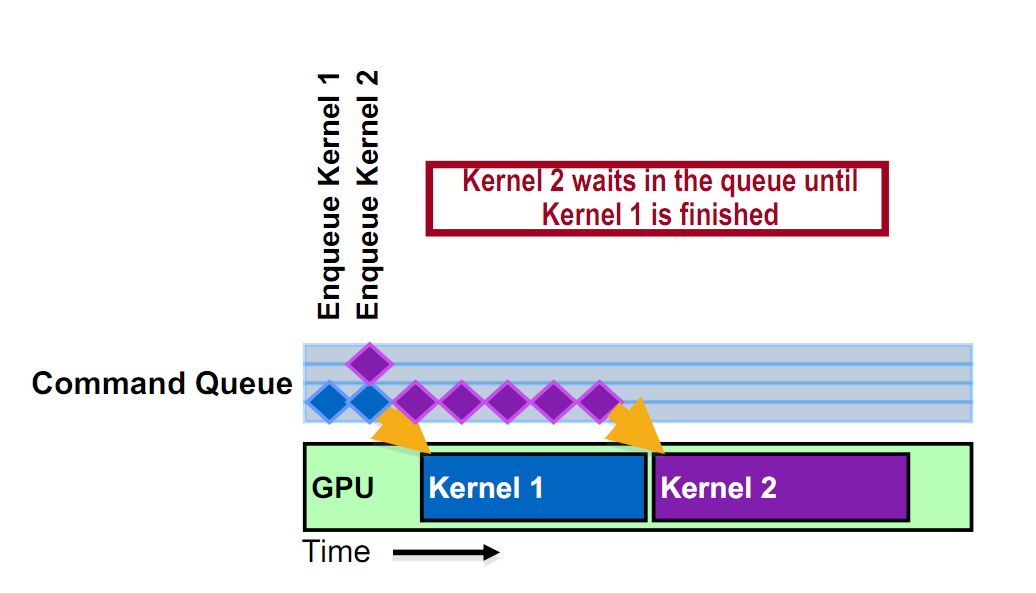 Enqueue Kernel 1
Enqueue Kernel 2
Kernel 2 waits in the queue until
Kernel 1 is finished
Command Queue
GPU
Kernel 1
Kernel 2
Time